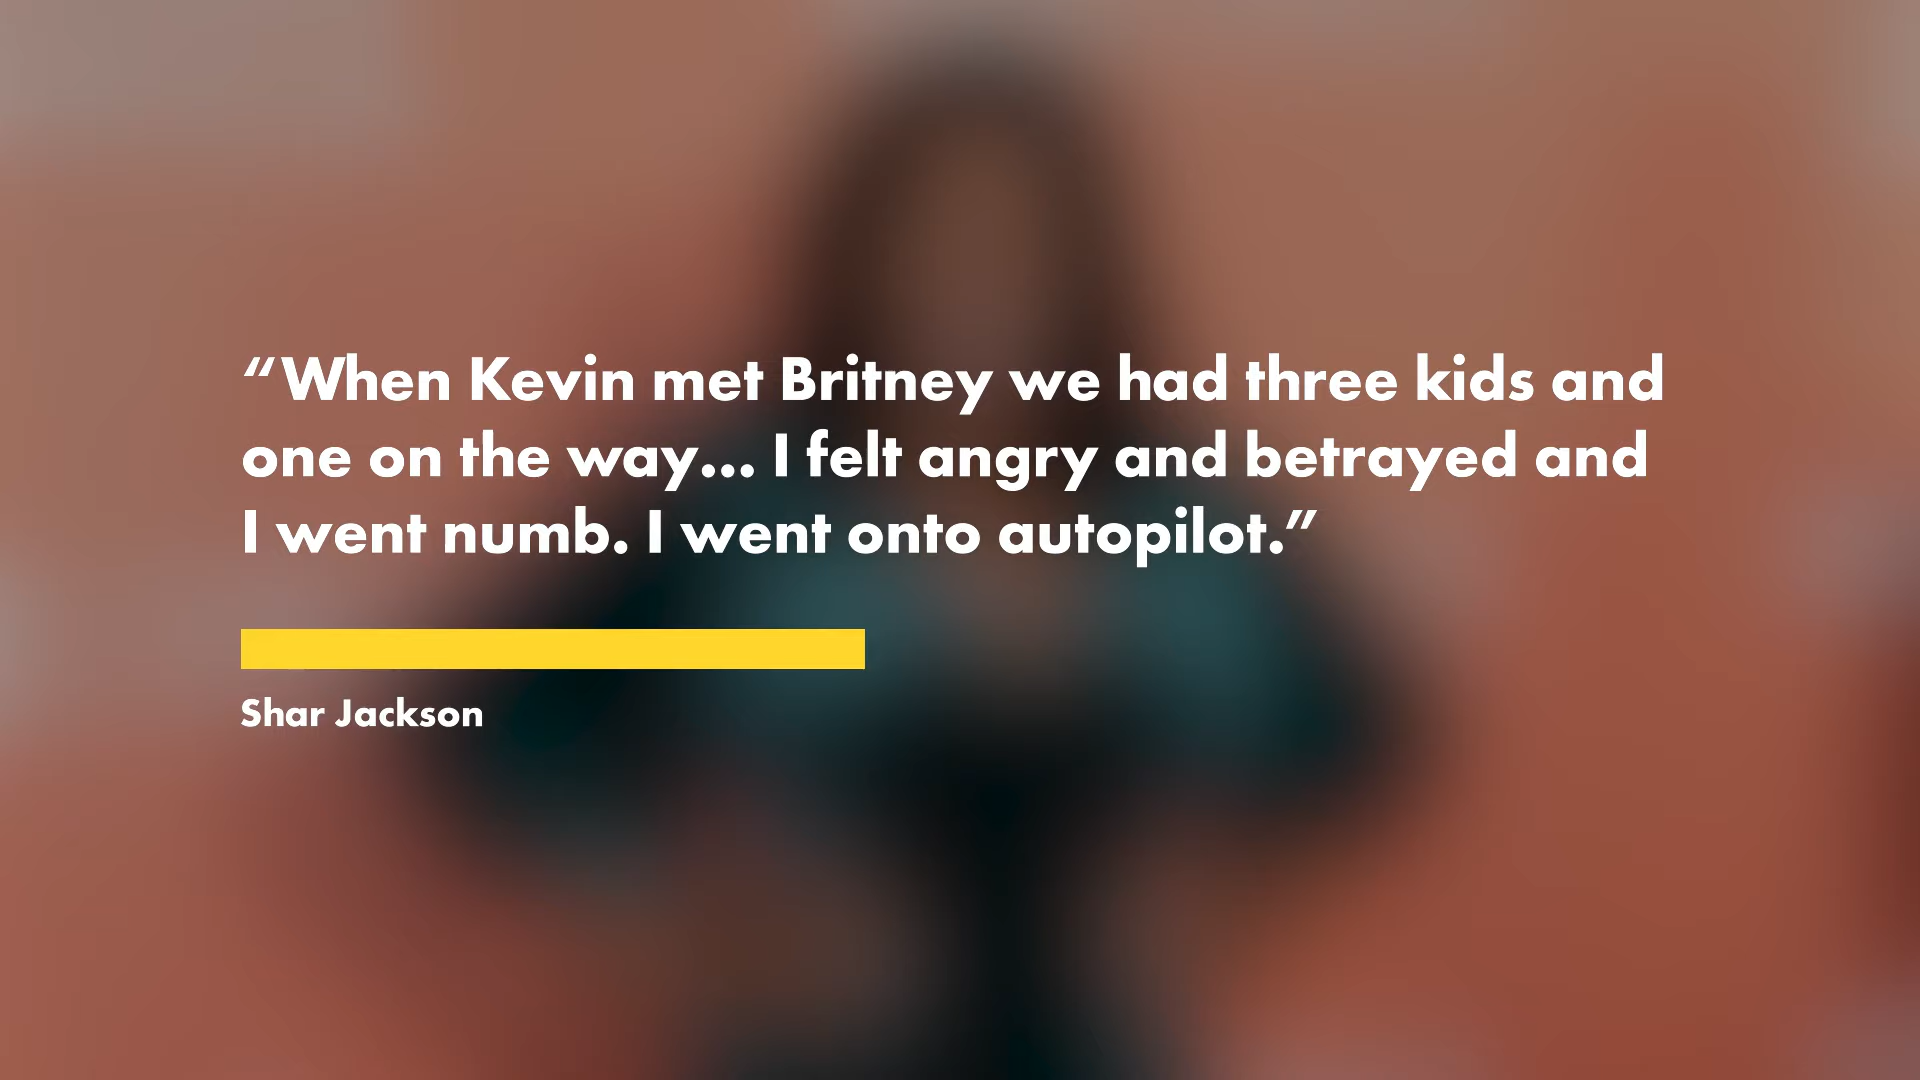 “When Kevin met Britney we had three kids and
one on the way... I felt angry and betrayed and
I went numb. I went onto autopilot.”
Shar Jackson